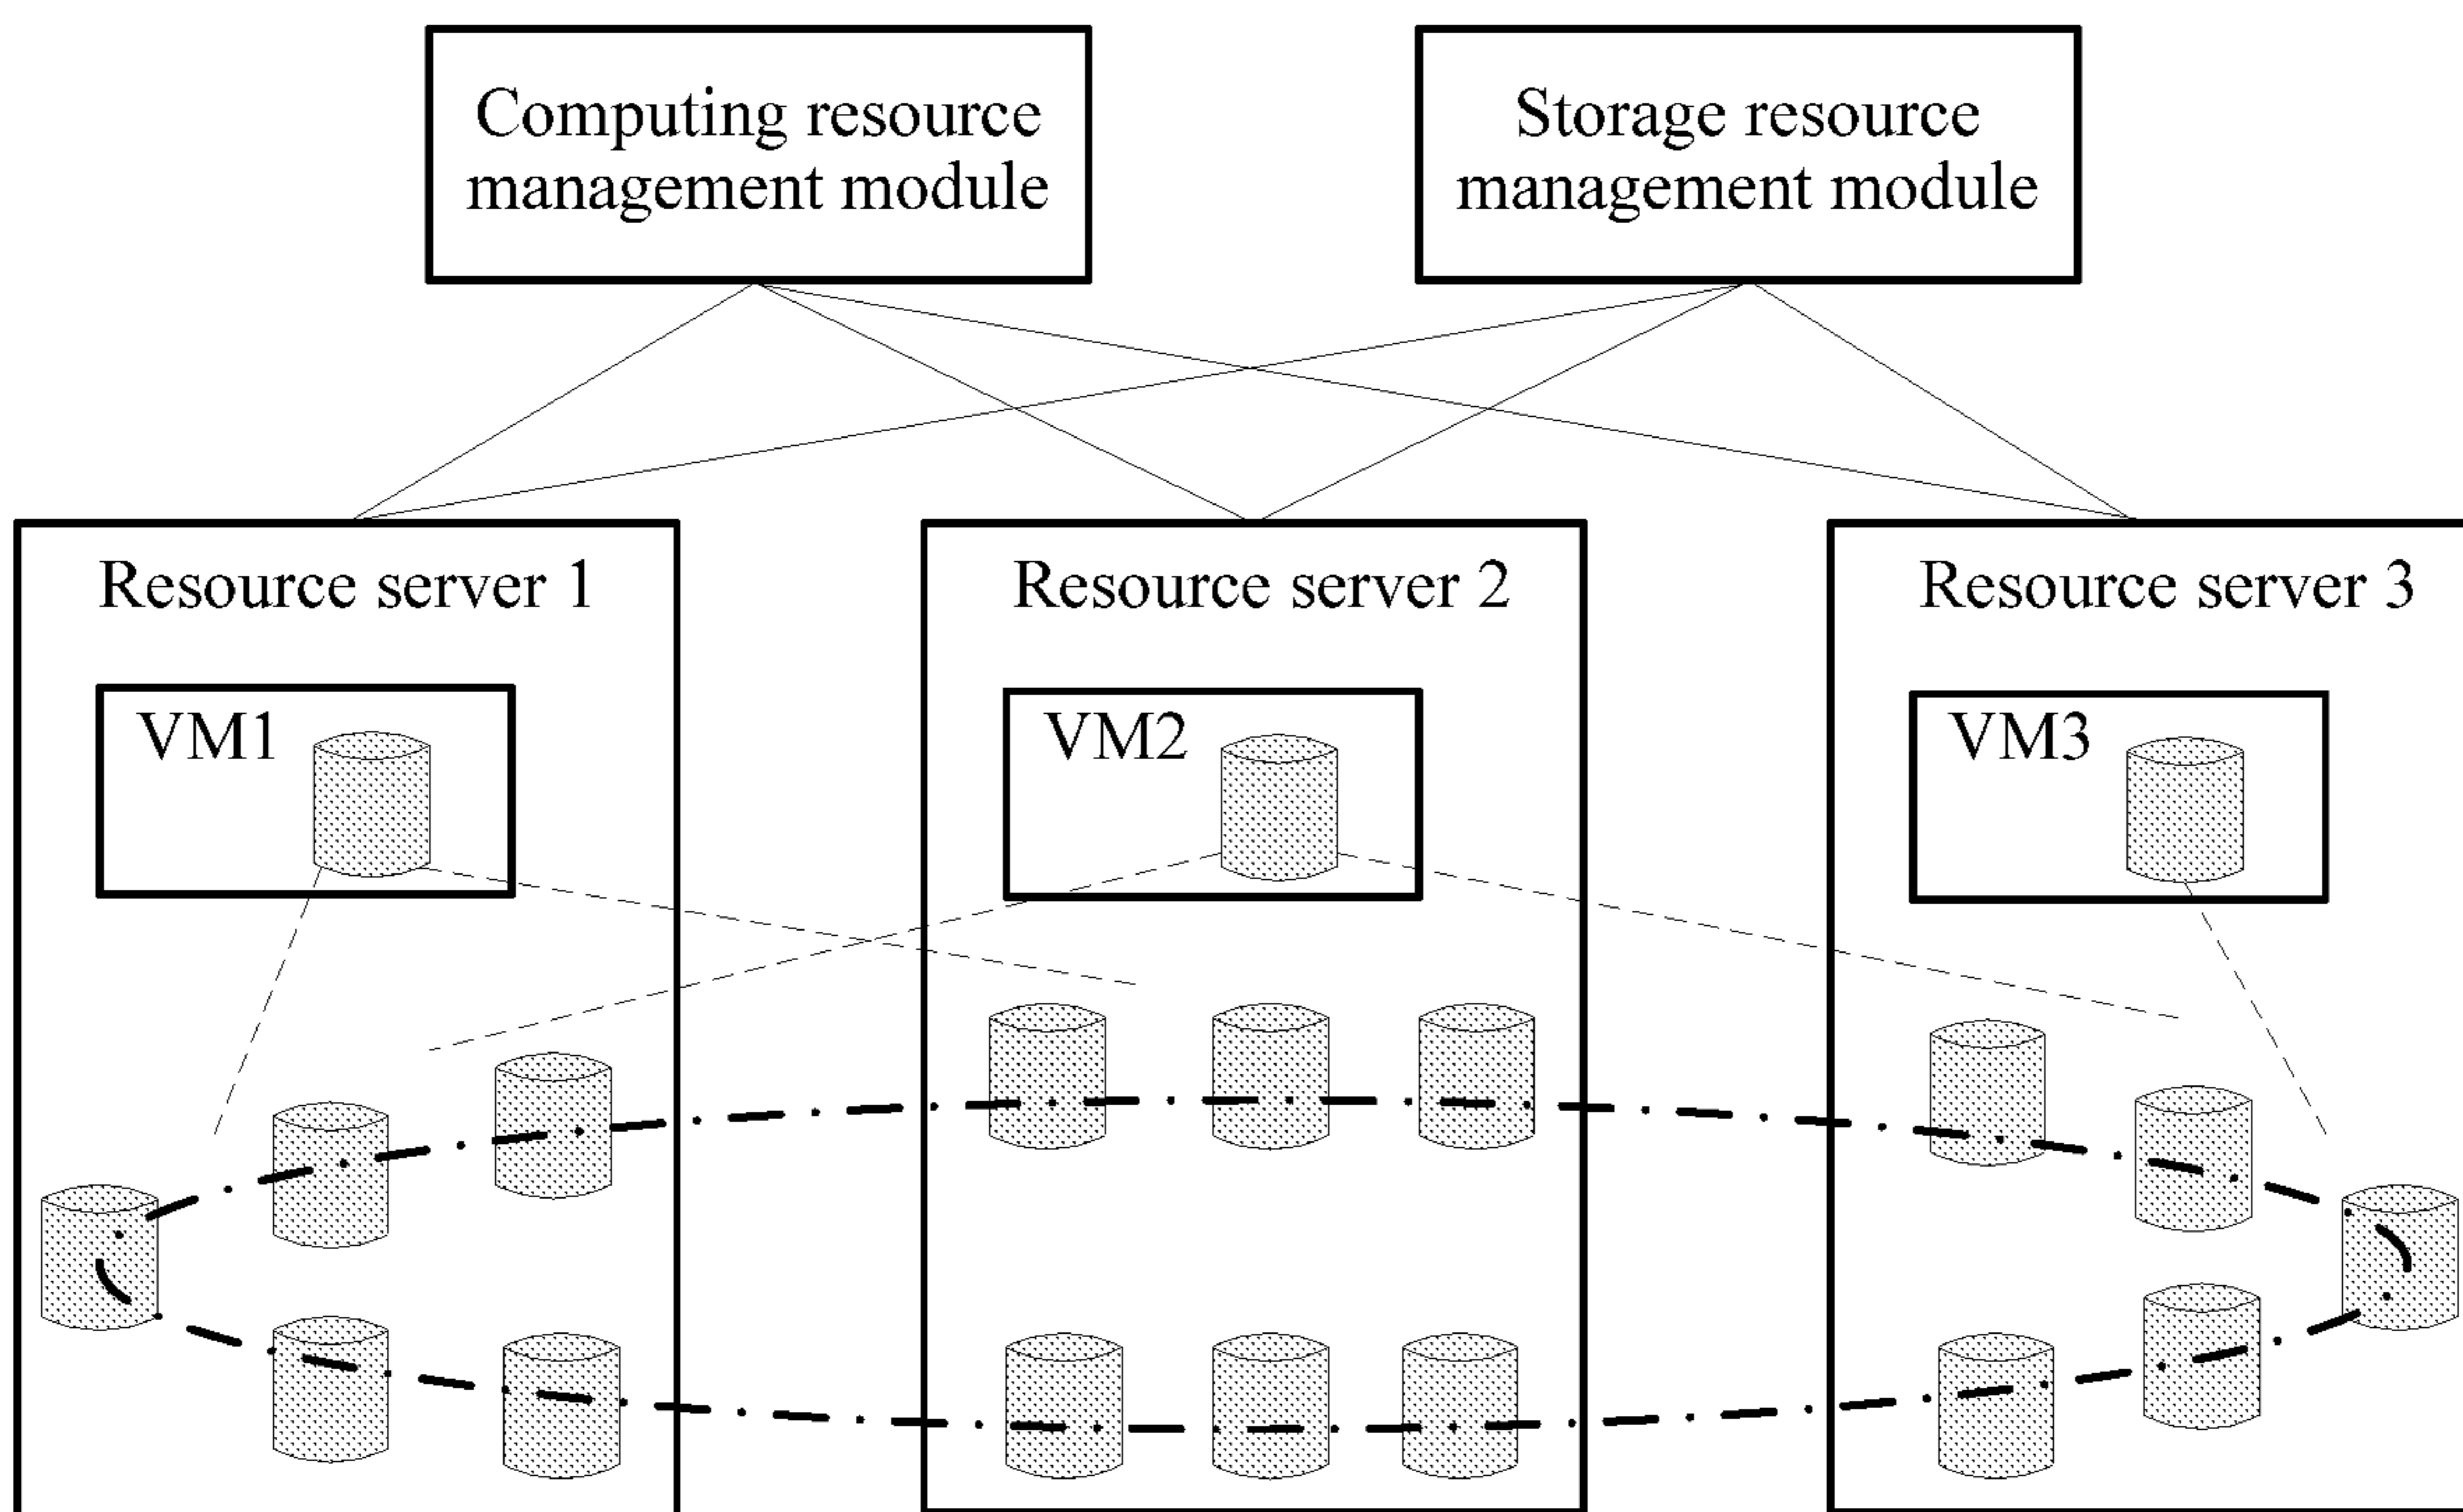 Computing resource
management module
Storage resource
management module
Resource server 1
Resource server 2
Resource server 3
VM1
VM2
VM3